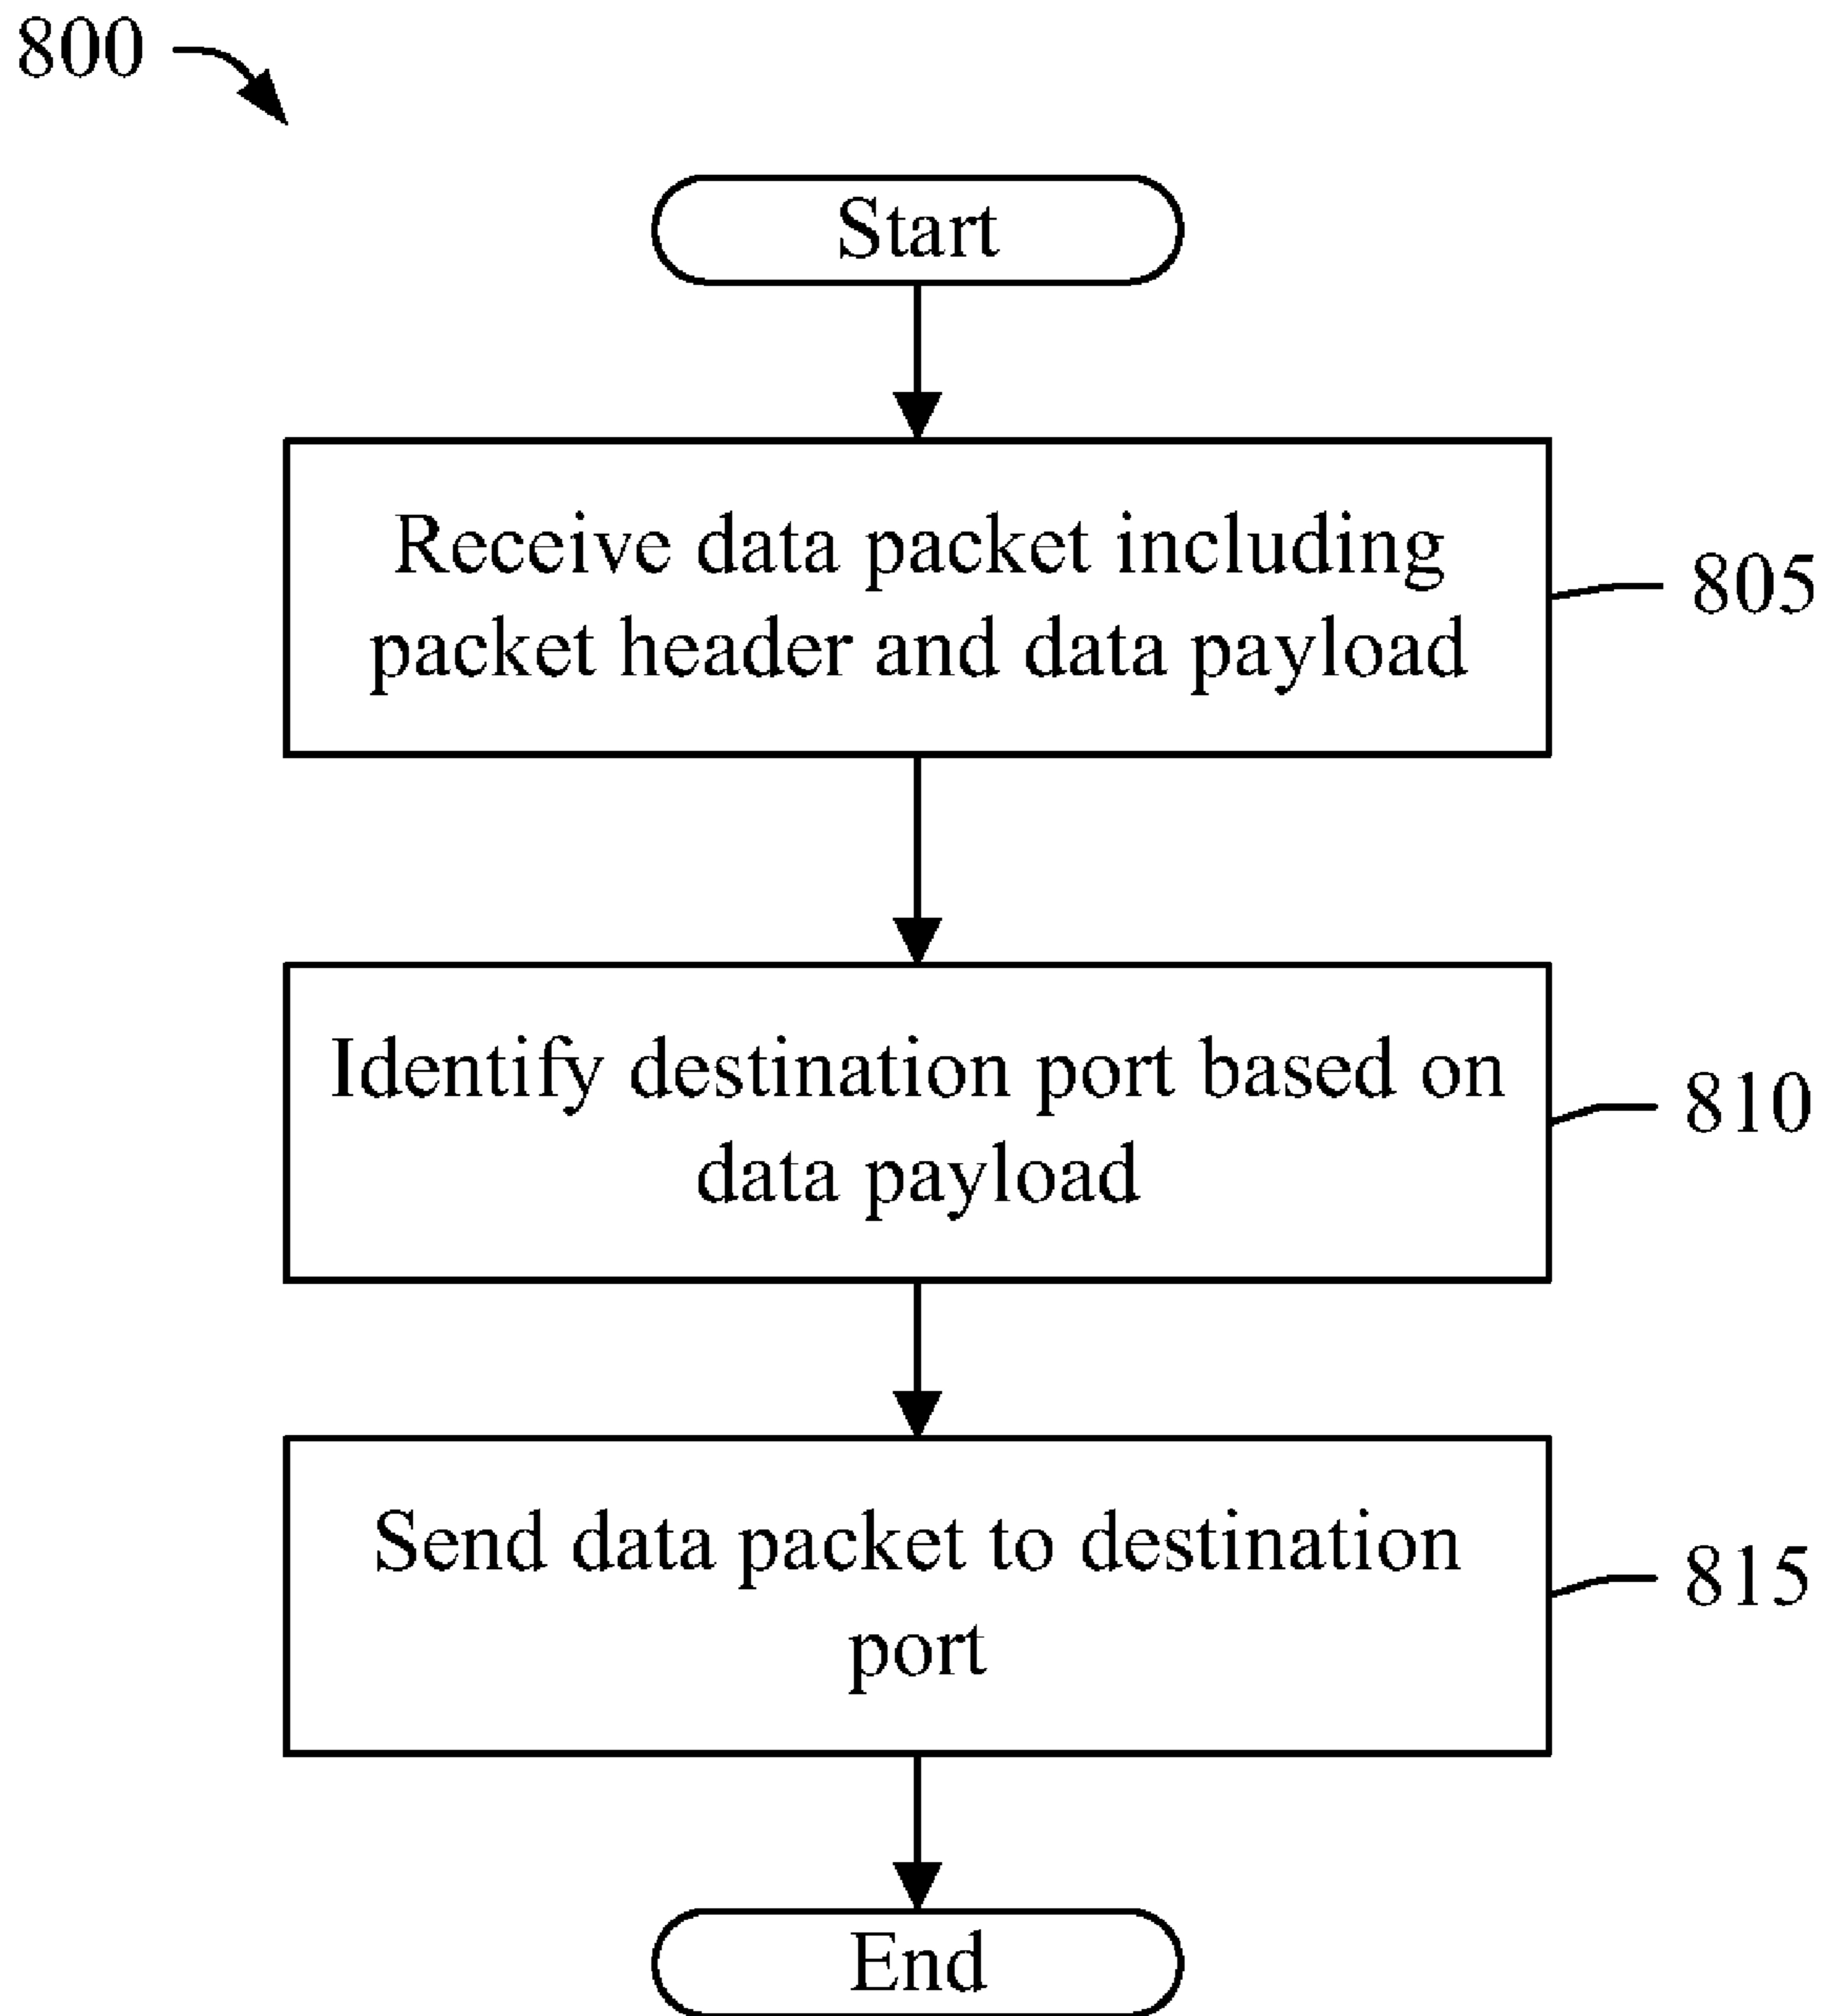 800
Start
Receive data packet including
packet header and data payload
805
Identify destination port based on
data payload
810
Send data packet to destination
port
815
End